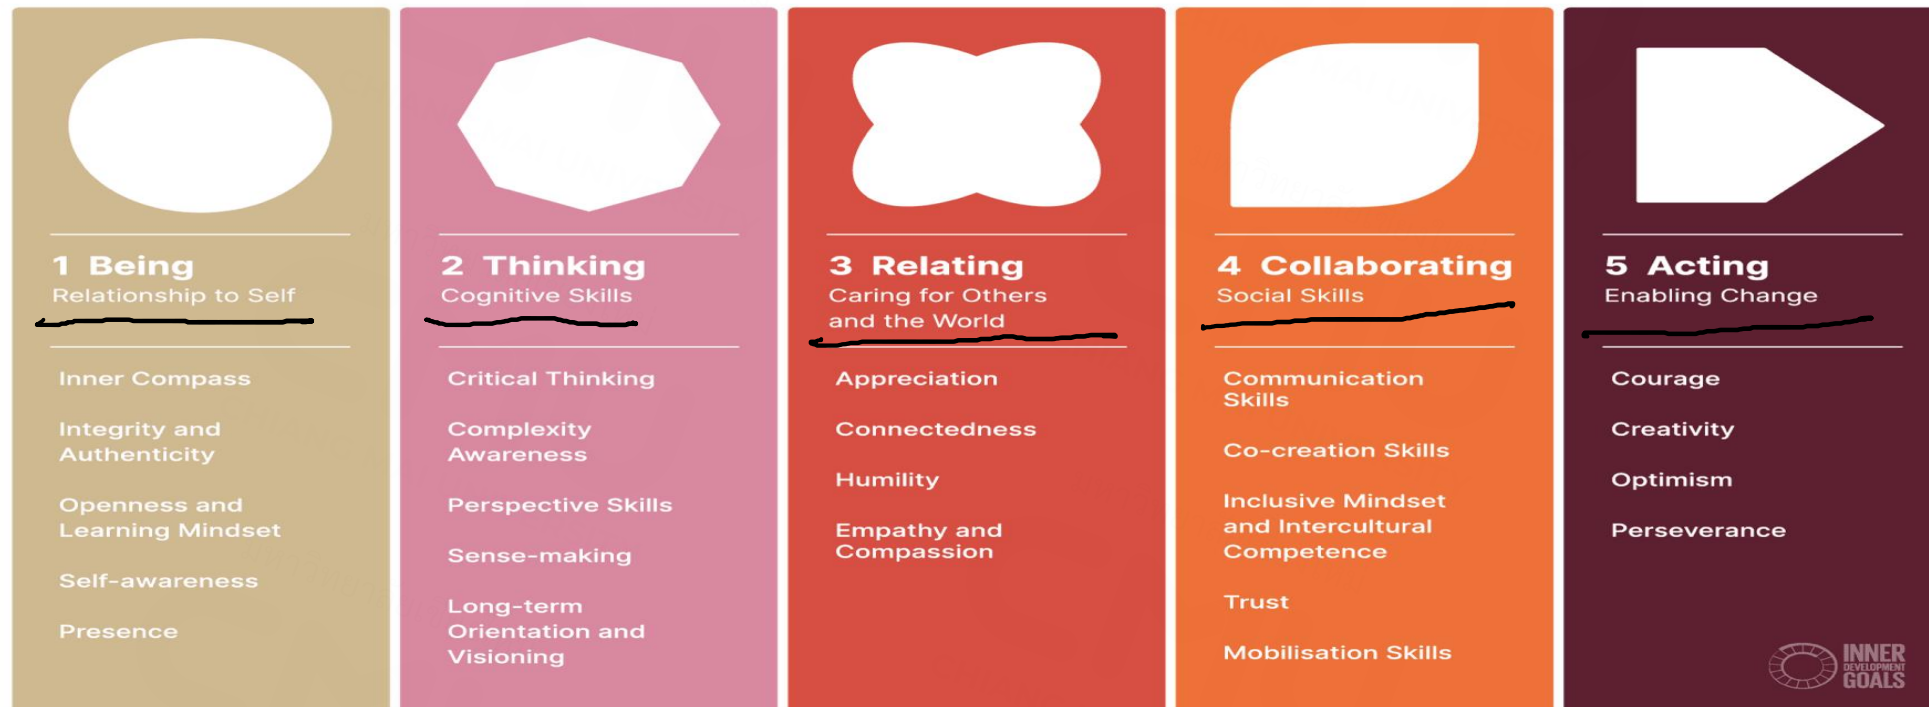 1 Being
Relationship to Self
Inner Compass
Integrity and
Authenticity
Openness and
Learning Mindset
Self-awareness
Presence
2 Thinking
Cognitive Skills
Critical Thinking
Complexity
Awareness
Perspective Skills
Sense-making
Long-term
Orientation and
Visioning
3 Relating
Caring for Others
and the World
Appreciation
Connectedness
Humility
Empathy and
Compassion
4 Collaborating
Social Skills
Communication
Skills
Co-creation Skills
Inclusive Mindset
and Intercultural
Competence
Trust
Mobilisation Skills
5 Acting
Enabling Change
Courage
Creativity
Optimism
Perseverance
INNER
DEVELOPMENT
GOALS